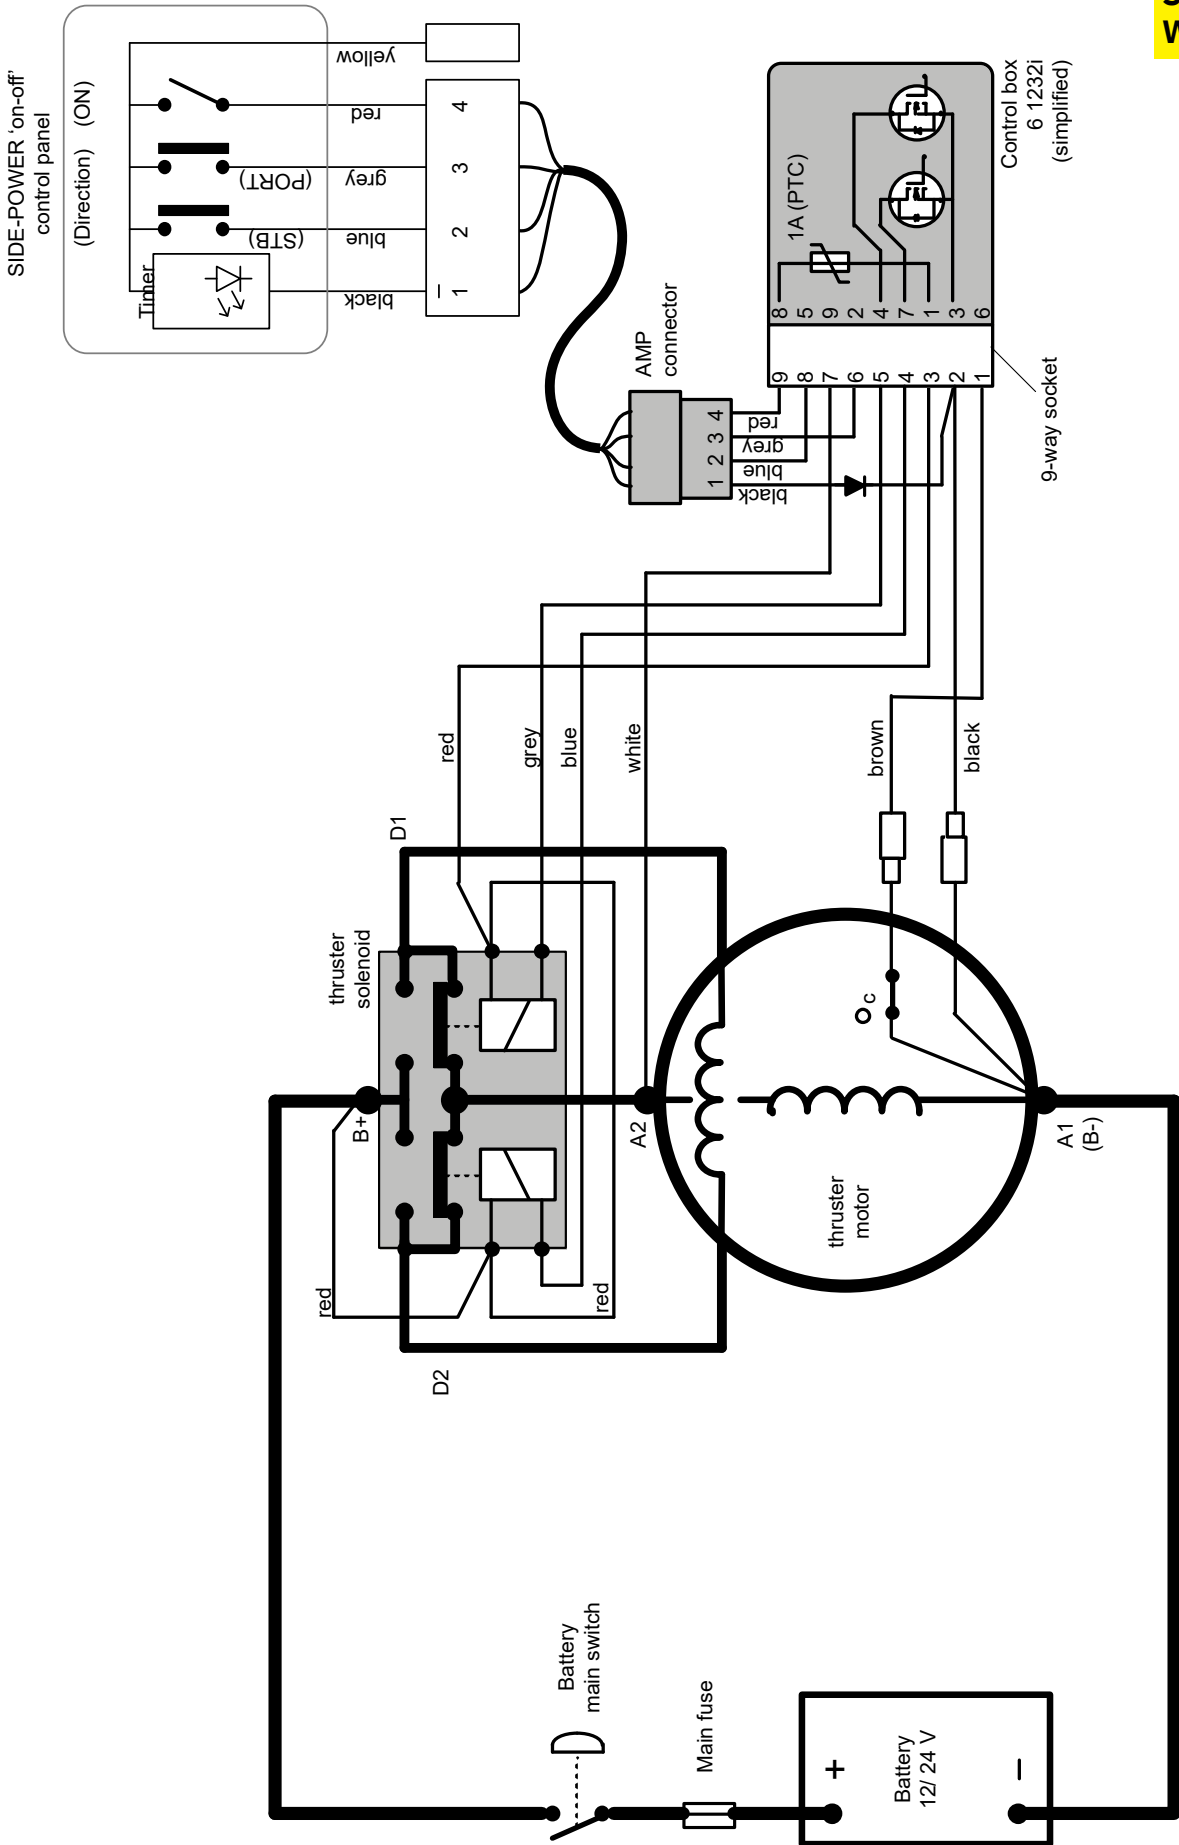 SIDE-POWER 'on-off'
control panel
(Direction)
(ON)
Timer
(STB)
(PORT)
black
blue
grey
red
yellow
1
2
3
4
AMP
connector
1
2
3
4
black
blue
grey
red
1A (PTC)
8
5
9
2
4
7
1
3
6
9
8
7
6
5
4
3
2
1
Control box
6 1232i
(simplified)
9-way socket
red
grey
blue
white
brown
black
D1
thruster
solenoid
B+
A2
red
red
D2
°c
thruster
motor
A1
(B-)
Battery
main switch
Main fuse
+
Battery
12/ 24 V
−